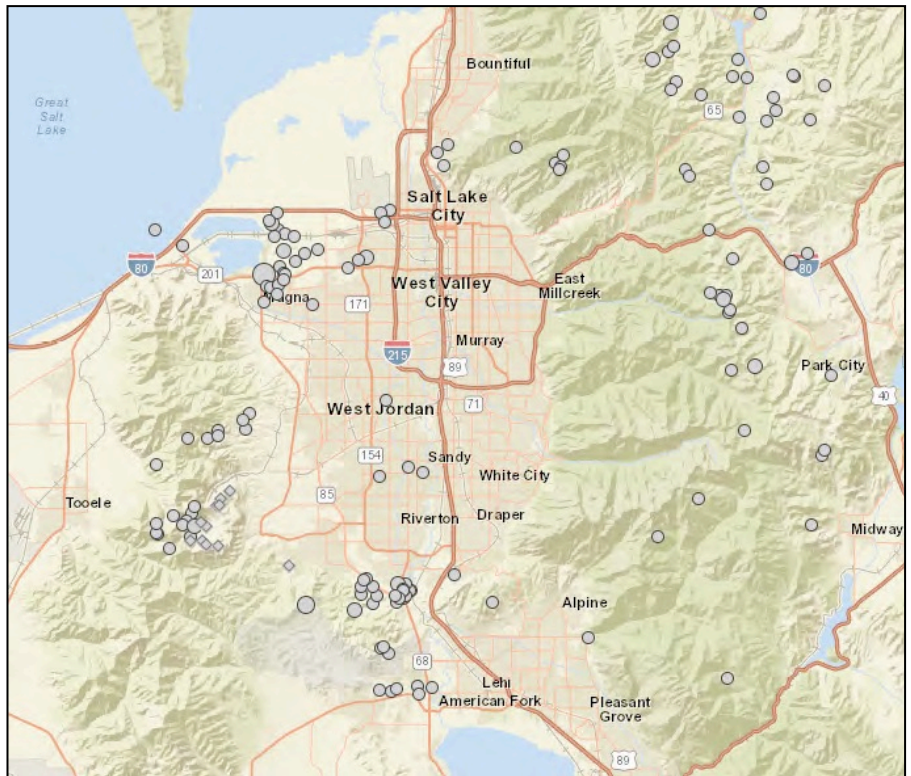 Bountiful
Great
Salt
Lake
65
Salt Lake
City
80
201
80
East
Millcreek
West Valley
City
171
Murray
215
89
Park City
40
West Jordan
71
154
Sandy
White City
85
Tooele
Riverton
Draper
Midway
Alpine
68
Lehi
American Fork
Pleasant
Grove
89